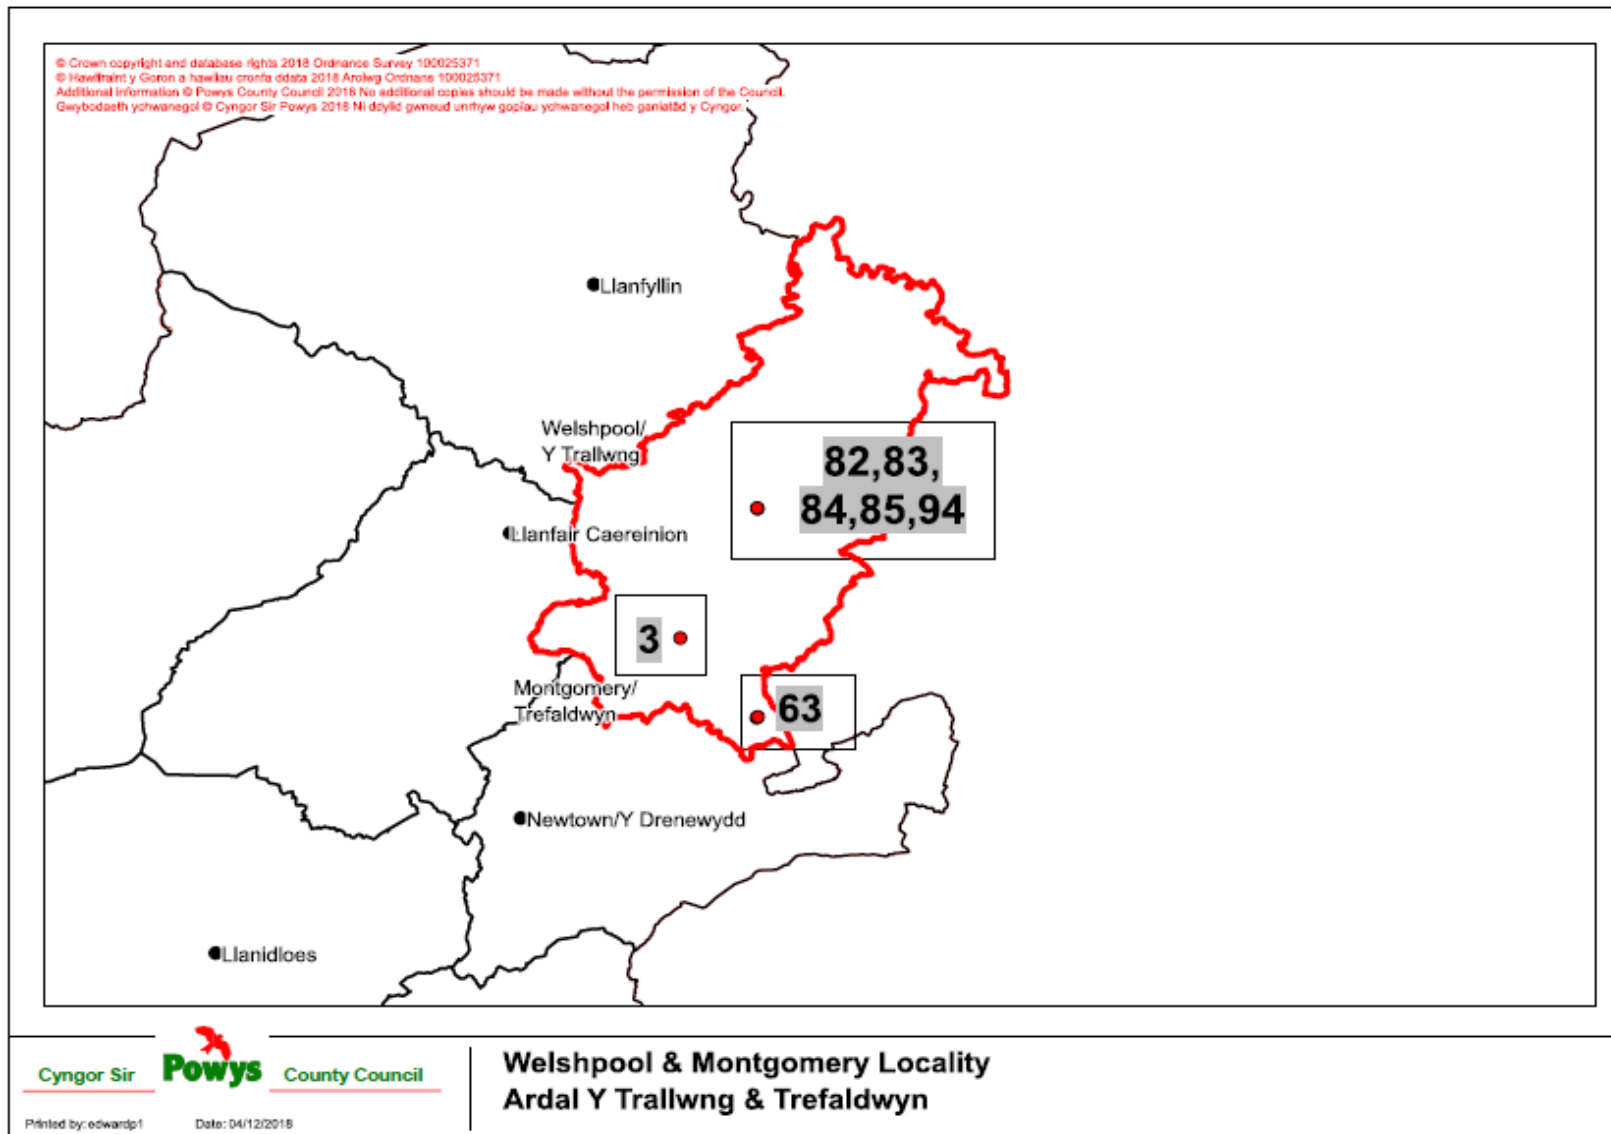 © Crown copyright and database rights 2018 Ordnance Survey 100025371
© Hawlfraint y Goron a hawliau cronfa ddata 2018 Arolwg Ordnans 100025371
Additional information © Powys County Council 2018 No additional copies should be made without the permission of the Council.
Gwybodaeth ychwanegol © Cyngor Sir Powys 2018 Ni ddylid gwneud unrhyw gopïau ychwanegol heb ganiatâd y Cyngor.
Llanfyllin
Welshpool/
Y Trallwng
82,83,
84,85,94
Llanfair Caereinion
3
Montgomery/
Trefaldwyn
63
Newtown/Y Drenewydd
Llanidloes
Cyngor Sir Powys County Council
Printed by: edwardp1 Date: 04/12/2018
Welshpool & Montgomery Locality
Ardal Y Trallwng & Trefaldwyn